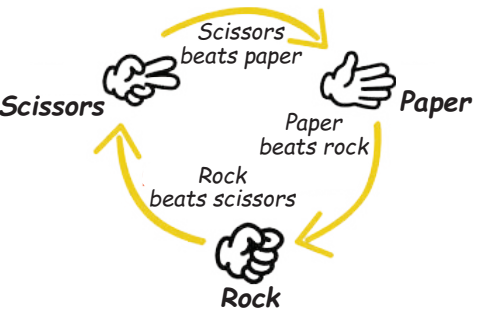 Scissors
beats paper
Scissors
Paper
Paper
beats rock
Rock
beats scissors
Rock